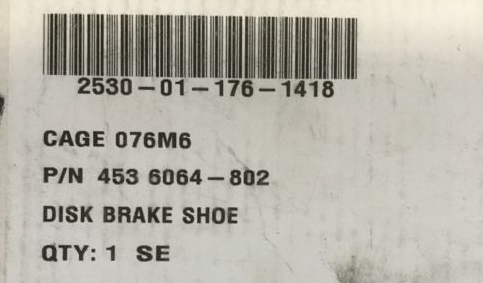 2530-01-176-1418
CAGE 076M6
P/N 453 6064-802
DISK BRAKE SHOE
QTY: 1 SE